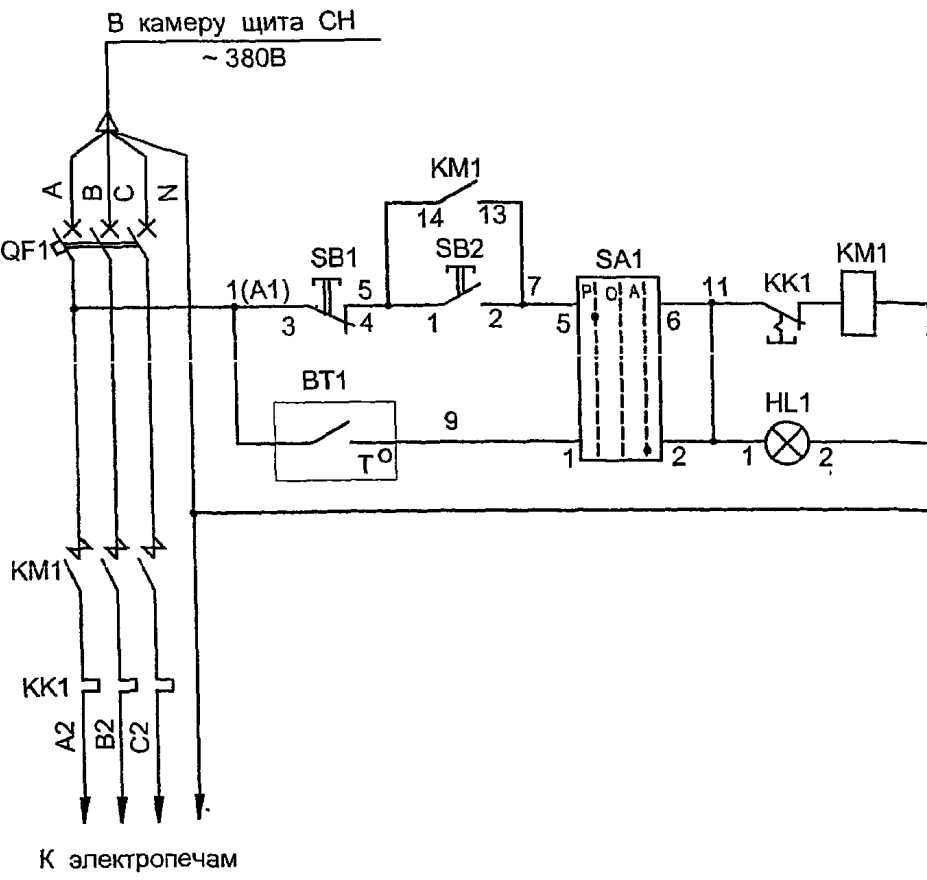 В камеру щита СН
~ 380В
A B C N
QF1
KM1
14 13
SB1
SB2
SA1
KM1
1(A1)
5
7
11
KK1
3 4
1 2
5
P O A
6
BT1
9
HL1
T°
1
2
1 2
KM1
KK1
A2 B2 C2
К электропечам